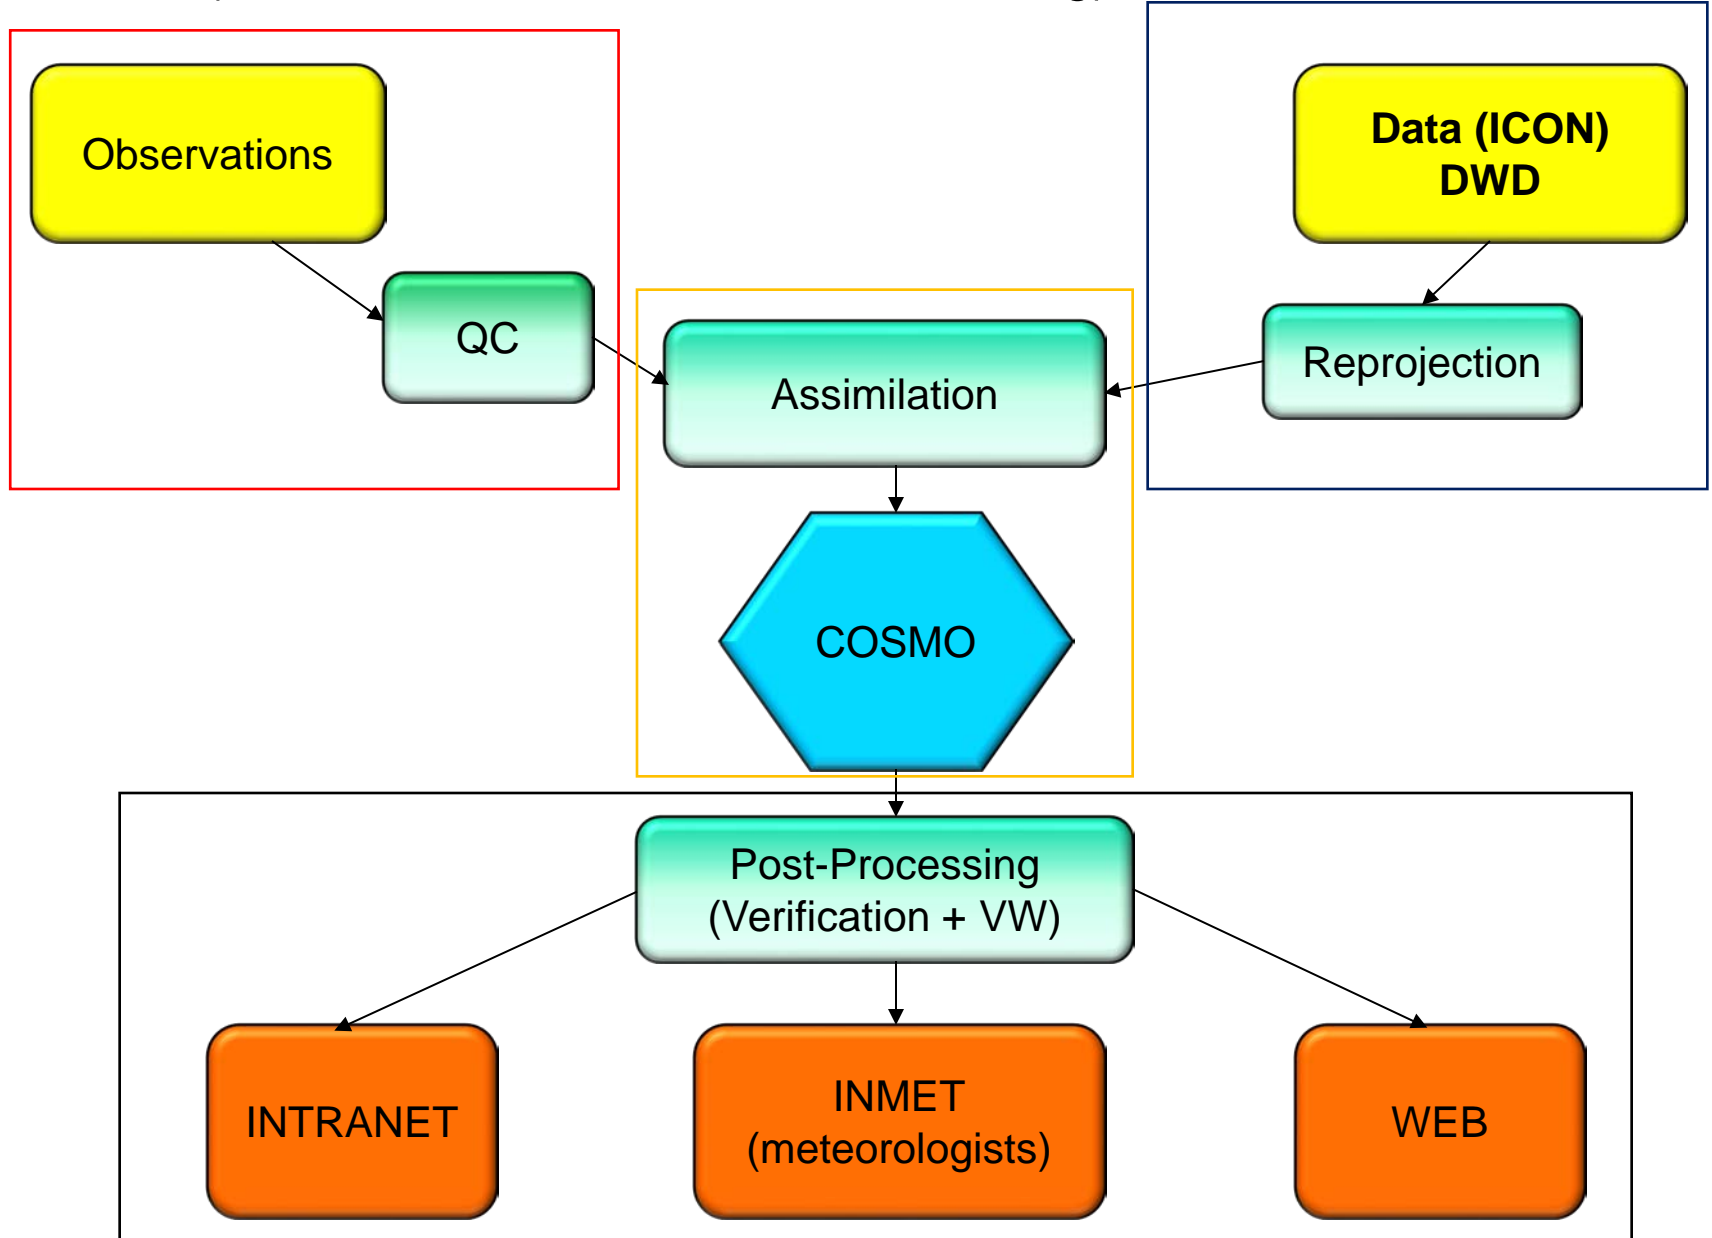 Observations
Data (ICON)
DWD
QC
Reprojection
Assimilation
COSMO
Post-Processing
(Verification + VW)
INTRANET
INMET
(meteorologists)
WEB